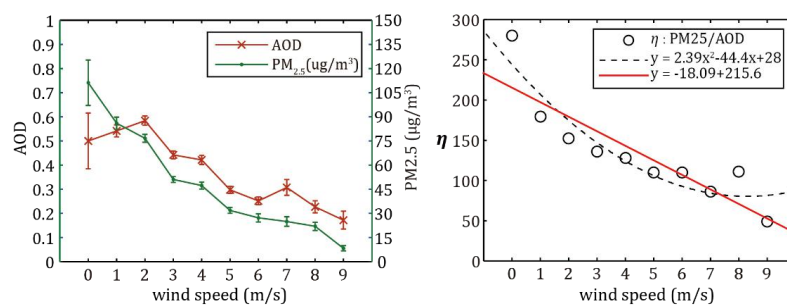 AOD
PM2.5(ug/m³)
1
0.9
0.8
0.7
0.6
0.5
0.4
0.3
0.2
0.1
0
AOD
150
135
120
105
90
75
60
45
30
15
0
PM2.5 (μg/m³)
0 1 2 3 4 5 6 7 8 9
wind speed (m/s)
η : PM25/AOD
y = 2.39x²-44.4x+28
y = -18.09+215.6
300
250
200
150
100
50
0
η
0 1 2 3 4 5 6 7 8 9
wind speed (m/s)